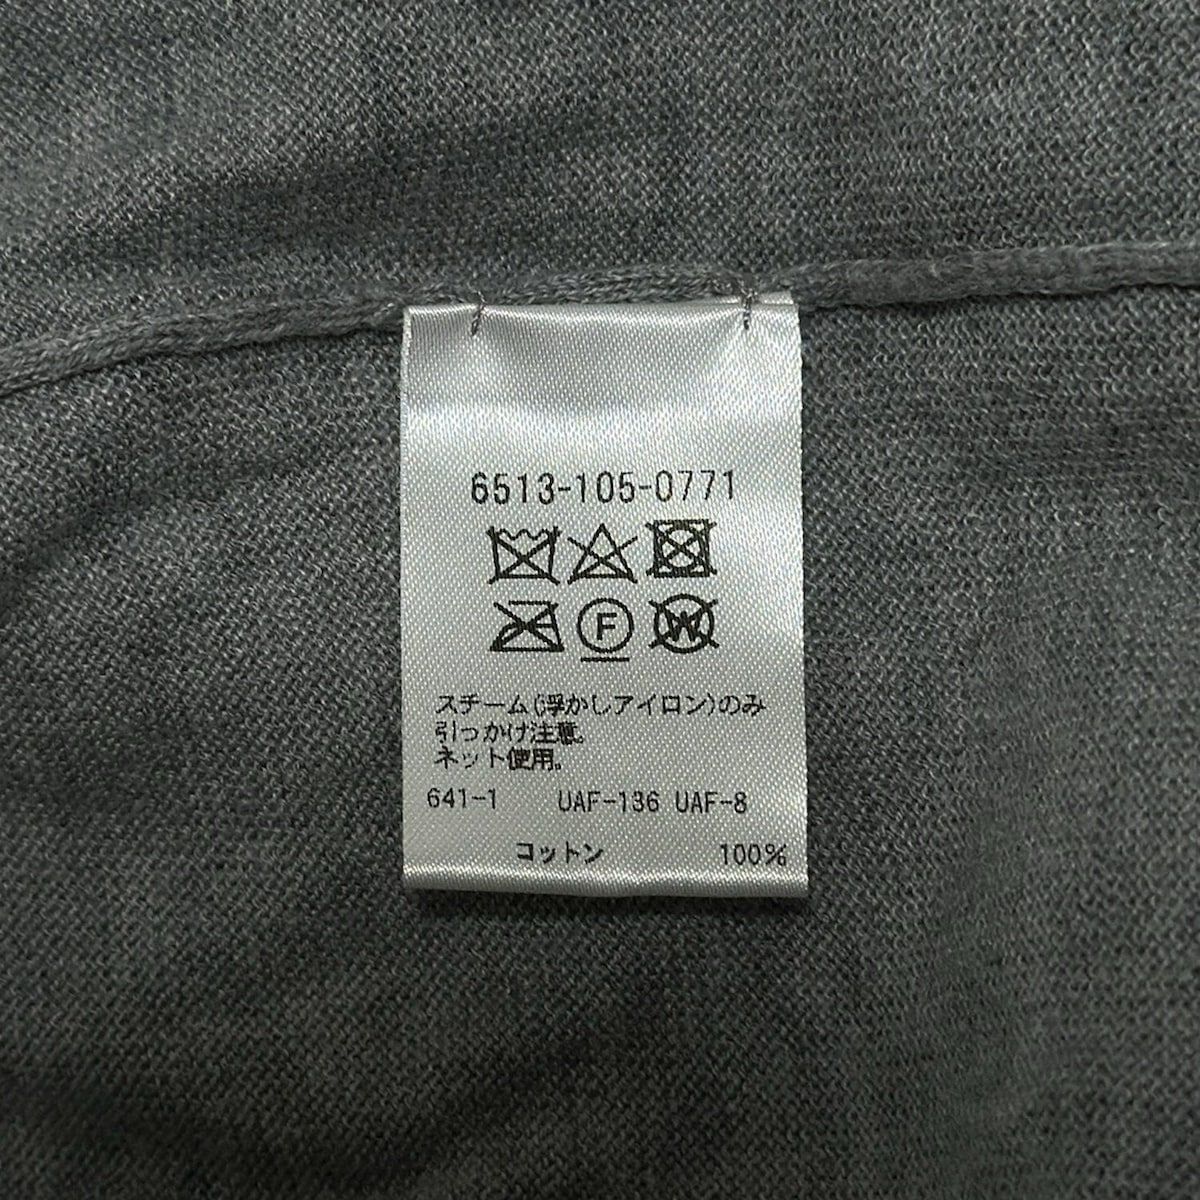 6513-105-0771
F W
スチーム(浮かしアイロン)のみ
引っかけ注意。
ネット使用。
641-1 UAF-136 UAF-8
コットン 100%